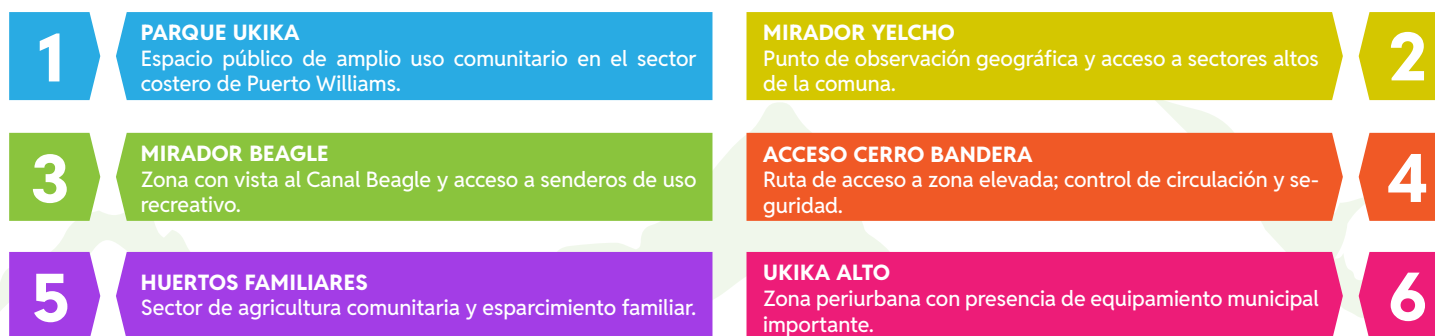 1
PARQUE UKIKA
Espacio público de amplio uso comunitario en el sector
costero de Puerto Williams.
MIRADOR YELCHO
Punto de observación geográfica y acceso a sectores altos
de la comuna.
2
3
MIRADOR BEAGLE
Zona con vista al Canal Beagle y acceso a senderos de uso
recreativo.
ACCESO CERRO BANDERA
Ruta de acceso a zona elevada; control de circulación y se-
guridad.
4
5
HUERTOS FAMILIARES
Sector de agricultura comunitaria y esparcimiento familiar.
UKIKA ALTO
Zona periurbana con presencia de equipamiento municipal
importante.
6